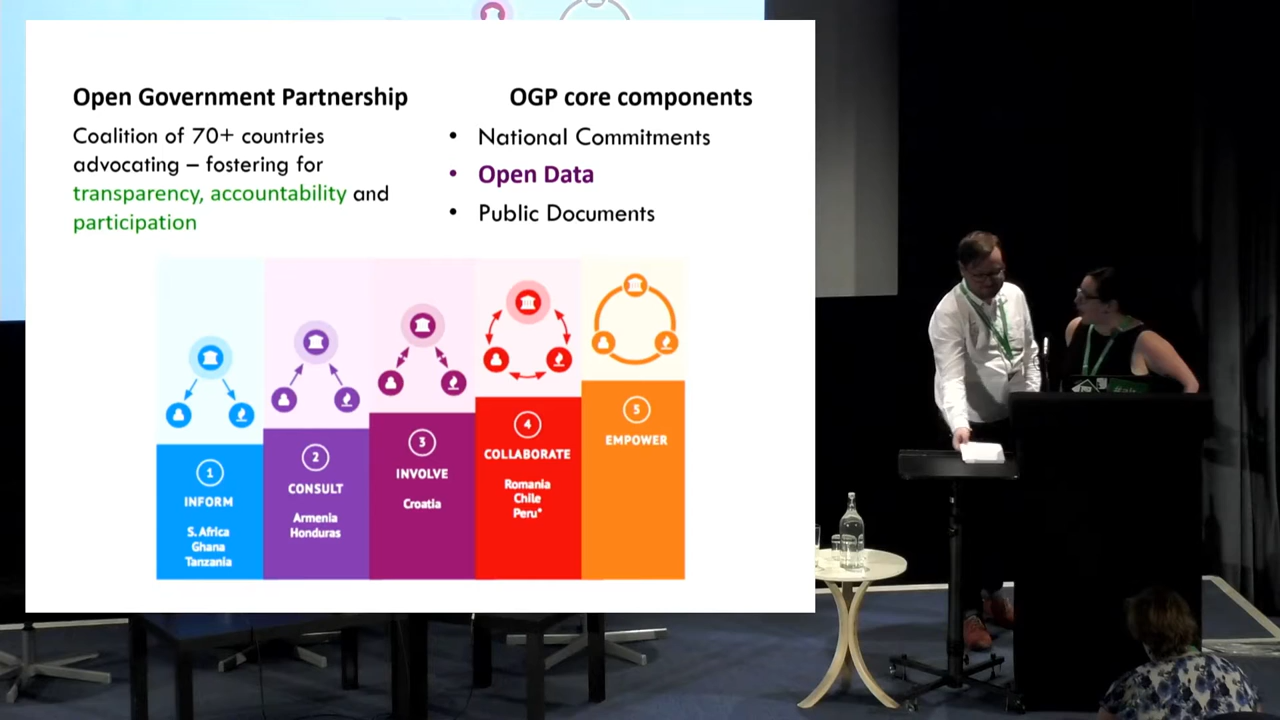 Open Government Partnership
Coalition of 70+ countries
advocating – fostering for
transparency, accountability and
participation
OGP core components
• National Commitments
• Open Data
• Public Documents
1
INFORM
S. Africa
Ghana
Tanzania
2
CONSULT
Armenia
Honduras
3
INVOLVE
Croatia
4
COLLABORATE
Romania
Chile
Peru*
5
EMPOWER